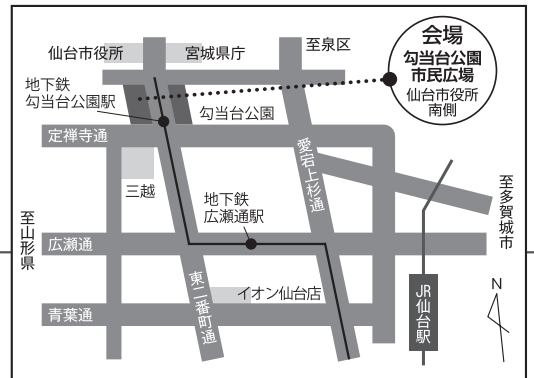 仙台市役所
宮城県庁
至泉区
会場
勾当台公園
市民広場
仙台市役所
南側
地下鉄
勾当台公園駅
勾当台公園
定禅寺通
愛宕上杉通
三越
地下鉄
広瀬通駅
至多賀城市
至山形県
広瀬通
東二番町通
イオン仙台店
JR仙台駅
N
青葉通